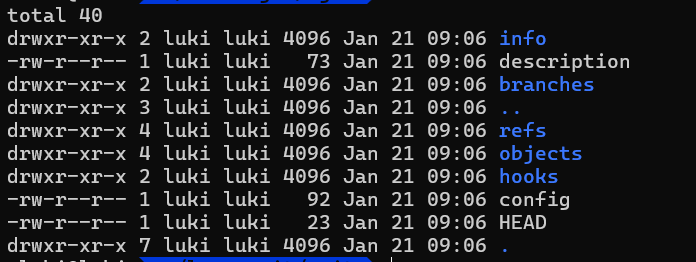 total 40
drwxr-xr-x 2 luki luki 4096 Jan 21 09:06 info
-rw-r--r-- 1 luki luki   73 Jan 21 09:06 description
drwxr-xr-x 2 luki luki 4096 Jan 21 09:06 branches
drwxr-xr-x 3 luki luki 4096 Jan 21 09:06 ..
drwxr-xr-x 4 luki luki 4096 Jan 21 09:06 refs
drwxr-xr-x 4 luki luki 4096 Jan 21 09:06 objects
drwxr-xr-x 2 luki luki 4096 Jan 21 09:06 hooks
-rw-r--r-- 1 luki luki   92 Jan 21 09:06 config
-rw-r--r-- 1 luki luki   23 Jan 21 09:06 HEAD
drwxr-xr-x 7 luki luki 4096 Jan 21 09:06 .